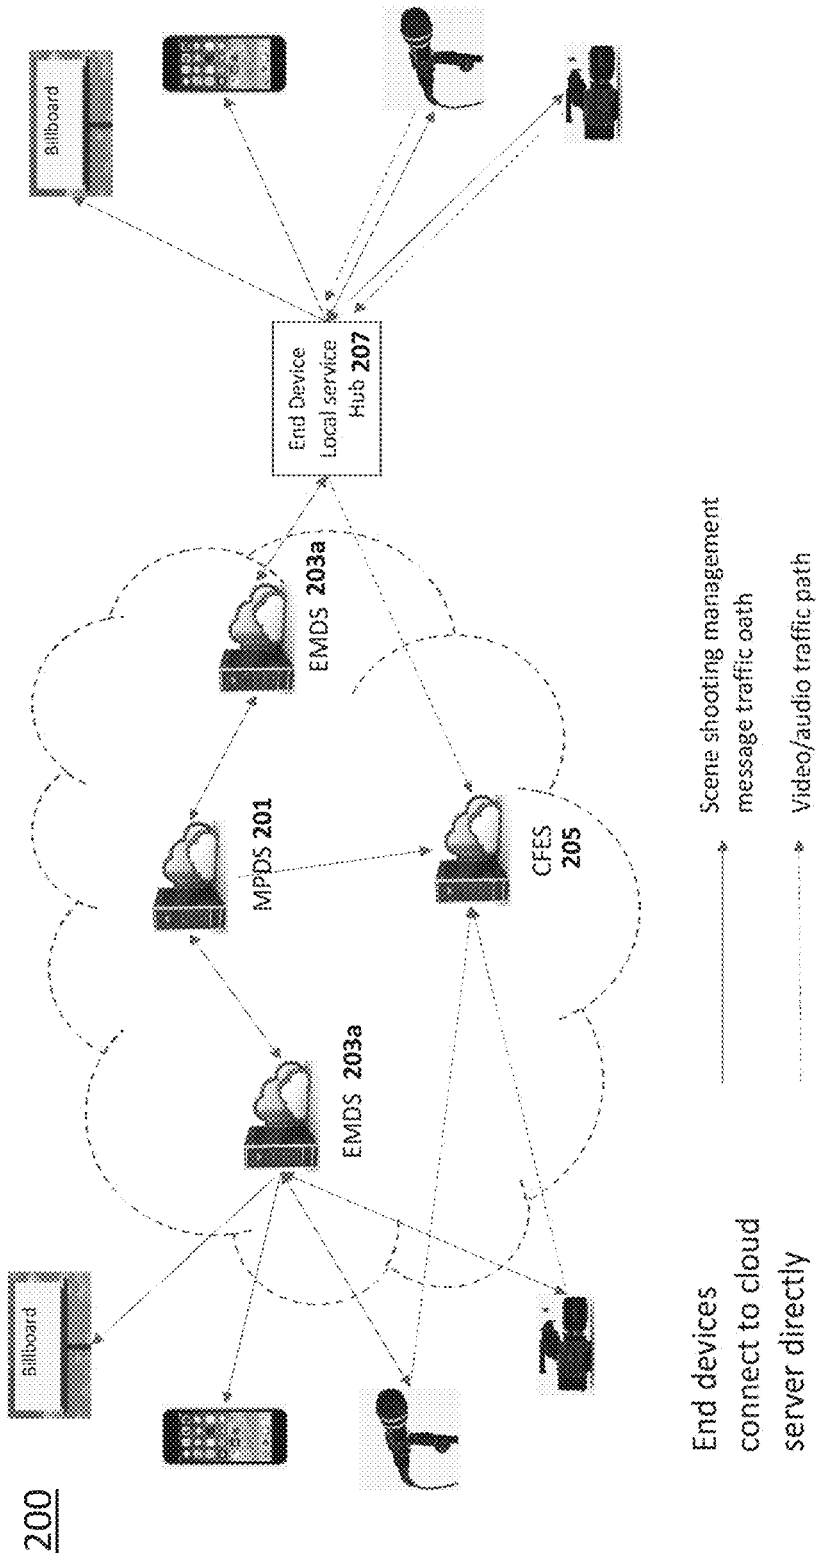 200
Billboard
Billboard
EMDS 203a
MPDS 201
EMDS 203a
CFES
205
End Device
Local service
Hub 207
End devices
connect to cloud
server directly
Scene shooting management
message traffic oath
Video/audio traffic path